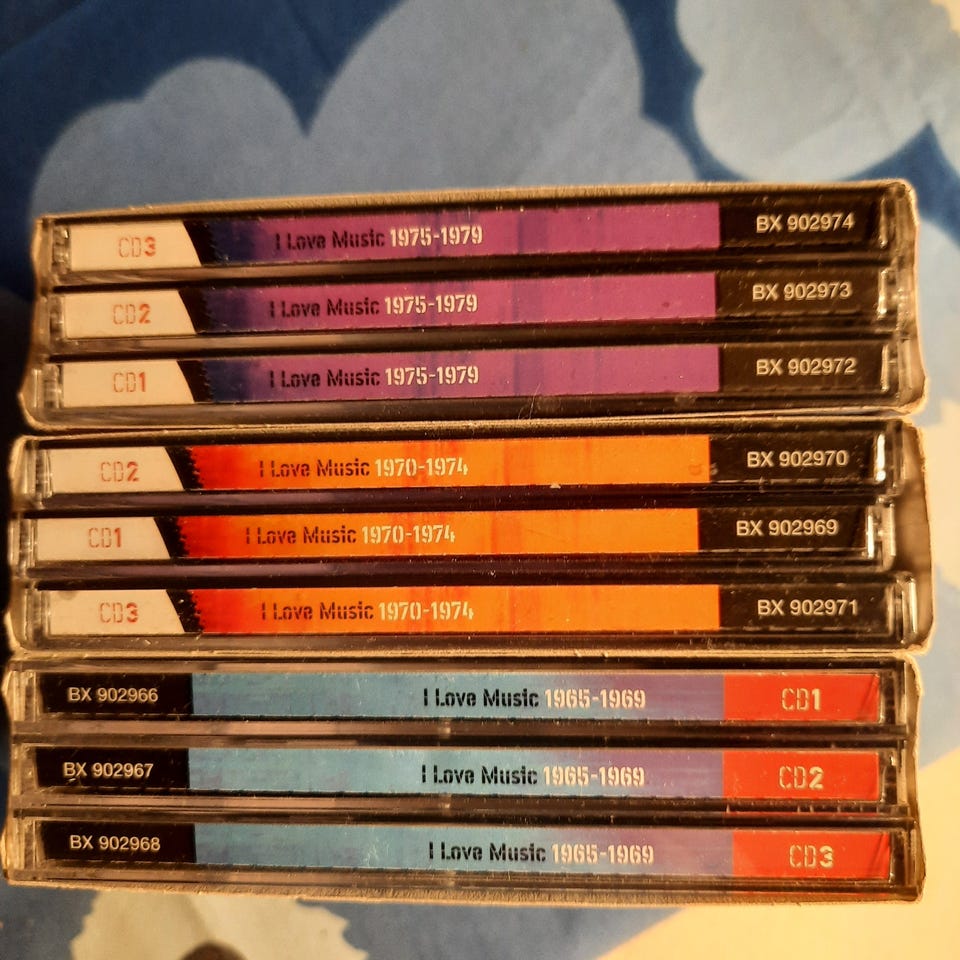 CD3 I Love Music 1975-1979 BX 902974
CD2 I Love Music 1975-1979 BX 902973
CD1 I Love Music 1975-1979 BX 902972
CD2 I Love Music 1970-1974 BX 902970
CD1 I Love Music 1970-1974 BX 902969
CD3 I Love Music 1970-1974 BX 902971
BX 902966 I Love Music 1965-1969 CD1
BX 902967 I Love Music 1965-1969 CD2
BX 902968 I Love Music 1965-1969 CD3